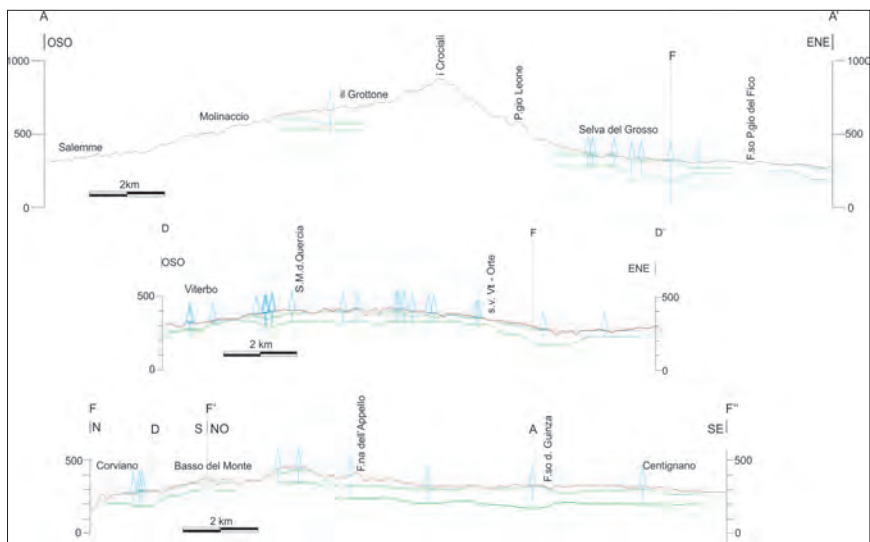 A A'
OSO ENE
i Crociali
F
1000 1000
il Grottone
P.gio Leone
F.so P.gio del Fico
Molinaccio
Selva del Grosso
500 500
Salemme
2km
0 0
D F D'
OSO ENE
S.M.d.Quercia
s.v. Vt - Orte
Viterbo
500 500
2 km
0 0
F F' F''
N D S NO A SE
F.na dell'Appello
F.so d. Guinza
500 Corviano Basso del Monte Centignano 500
2 km
0 0